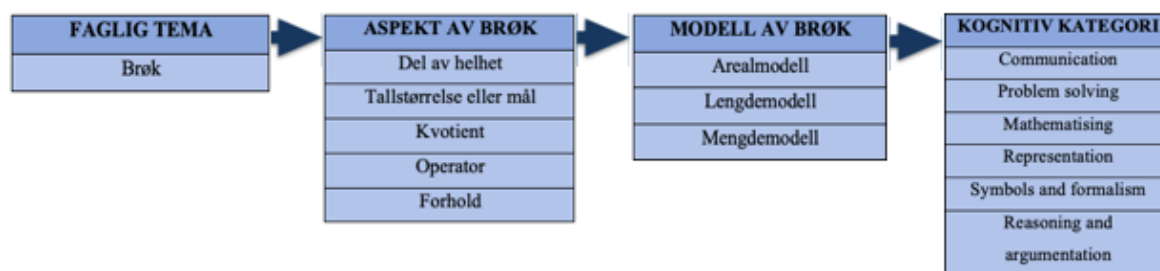 FAGLIG TEMA
Brøk
ASPEKT AV BRØK
Del av helhet
Tallstørrelse eller mål
Kvotient
Operator
Forhold
MODELL AV BRØK
Arealmodell
Lengdemodell
Mengdemodell
KOGNITIV KATEGORI
Communication
Problem solving
Mathematising
Representation
Symbols and formalism
Reasoning and
argumentation